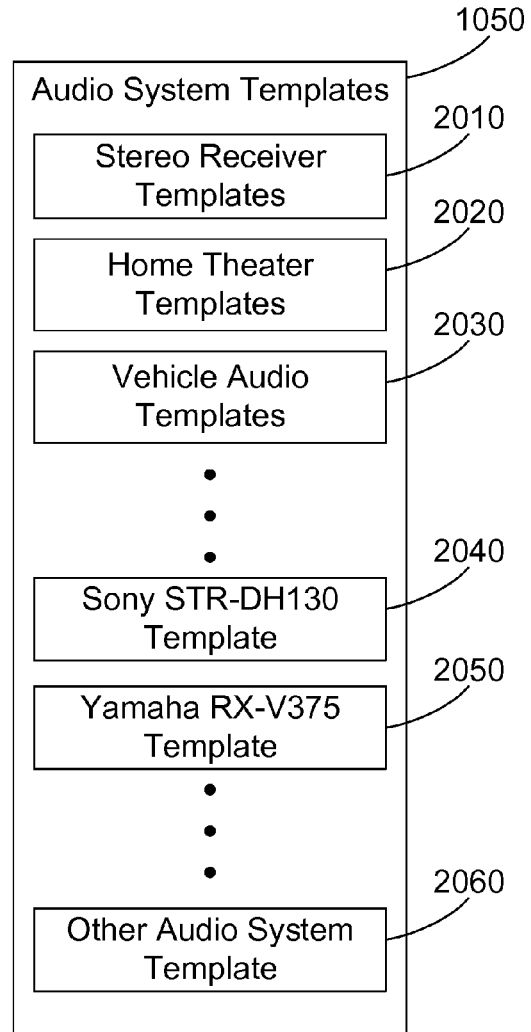 1050
Audio System Templates
2010
Stereo Receiver
Templates
2020
Home Theater
Templates
2030
Vehicle Audio
Templates
2040
Sony STR-DH130
Template
2050
Yamaha RX-V375
Template
2060
Other Audio System
Template